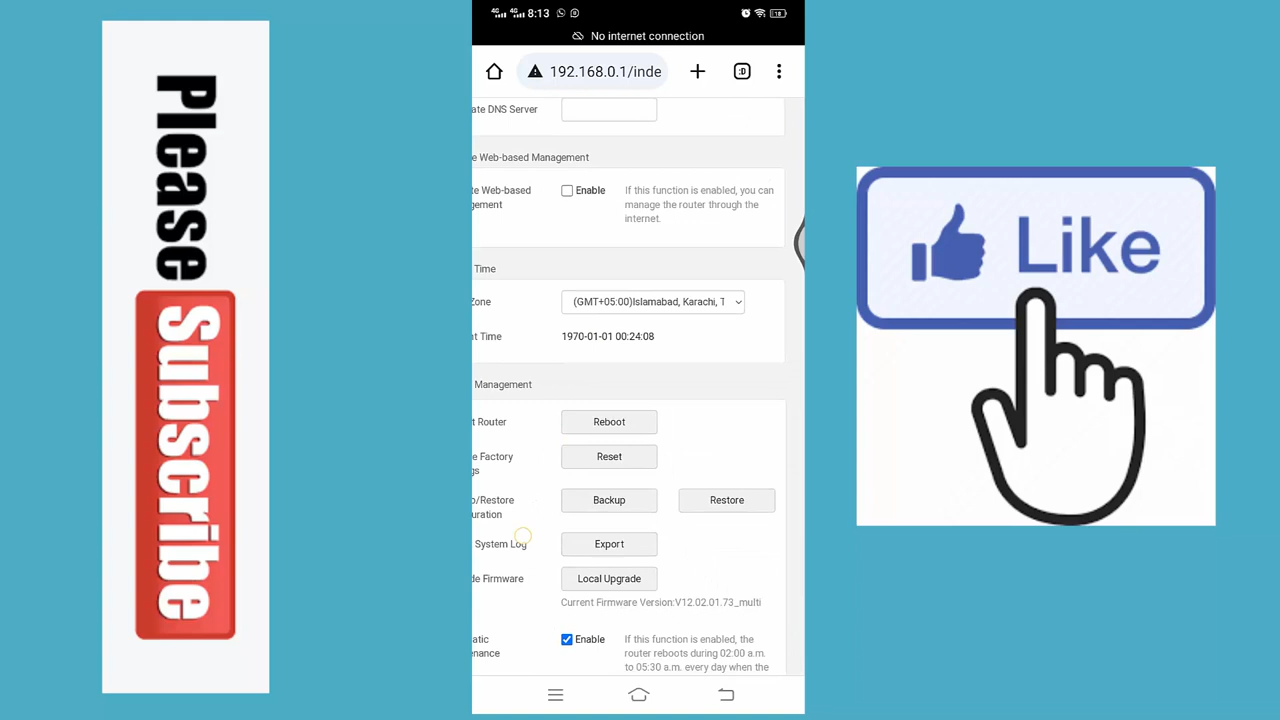 Please
Subscribe
4G 4G 8:13
18
No internet connection
192.168.0.1/inde
:D
ate DNS Server
e Web-based Management
te Web-based
gement
Enable
If this function is enabled, you can
manage the router through the
internet.
Time
Zone
(GMT+05:00)Islamabad, Karachi, T
t Time
1970-01-01 00:24:08
Management
t Router
Reboot
e Factory
gs
Reset
p/Restore
uration
Backup
Restore
System Log
Export
de Firmware
Local Upgrade
Current Firmware Version:V12.02.01.73_multi
atic
enance
Enable
If this function is enabled, the
router reboots during 02:00 a.m.
to 05:30 a.m. every day when the
Like